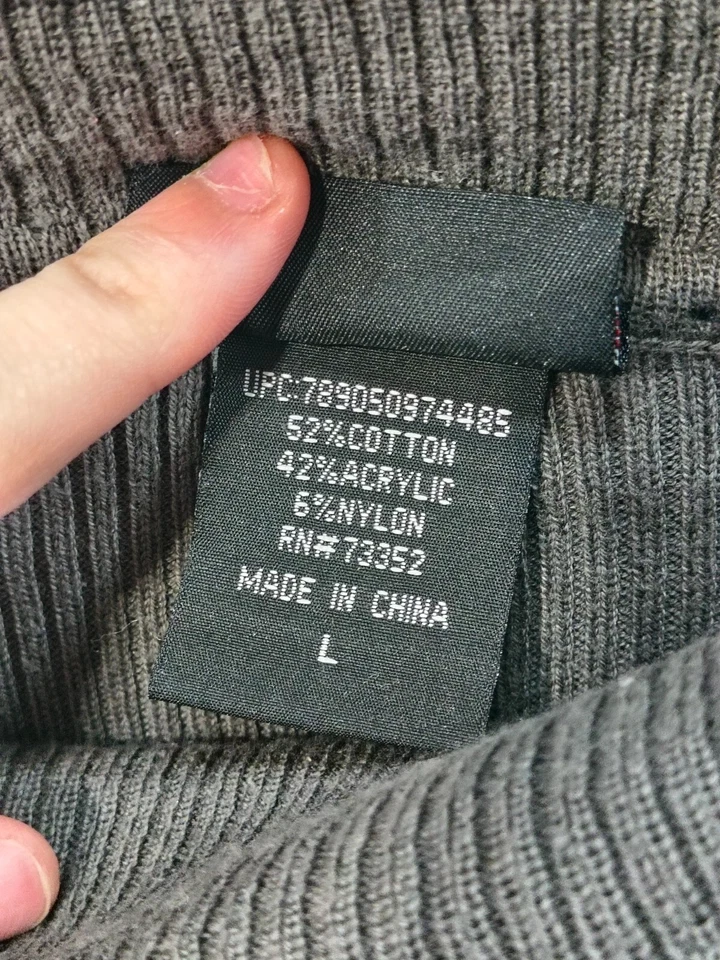 UPC:789050974485
52%COTTON
42%ACRYLIC
6%NYLON
RN#73352
MADE IN CHINA
L